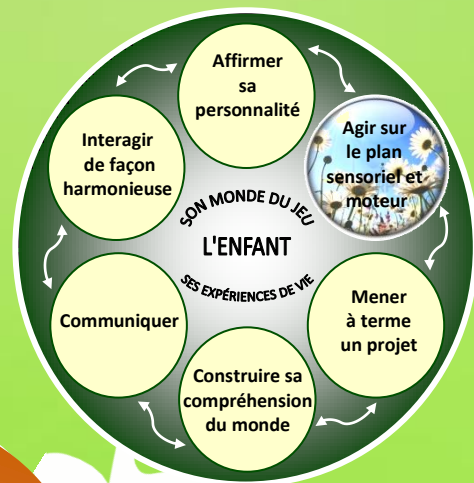 Affirmer
sa
personnalité
Agir sur
le plan
sensoriel et
moteur
Interagir
de façon
harmonieuse
SON MONDE DU JEU
L'ENFANT
SES EXPÉRIENCES DE VIE
Communiquer
Mener
à terme
un projet
Construire sa
compréhension
du monde